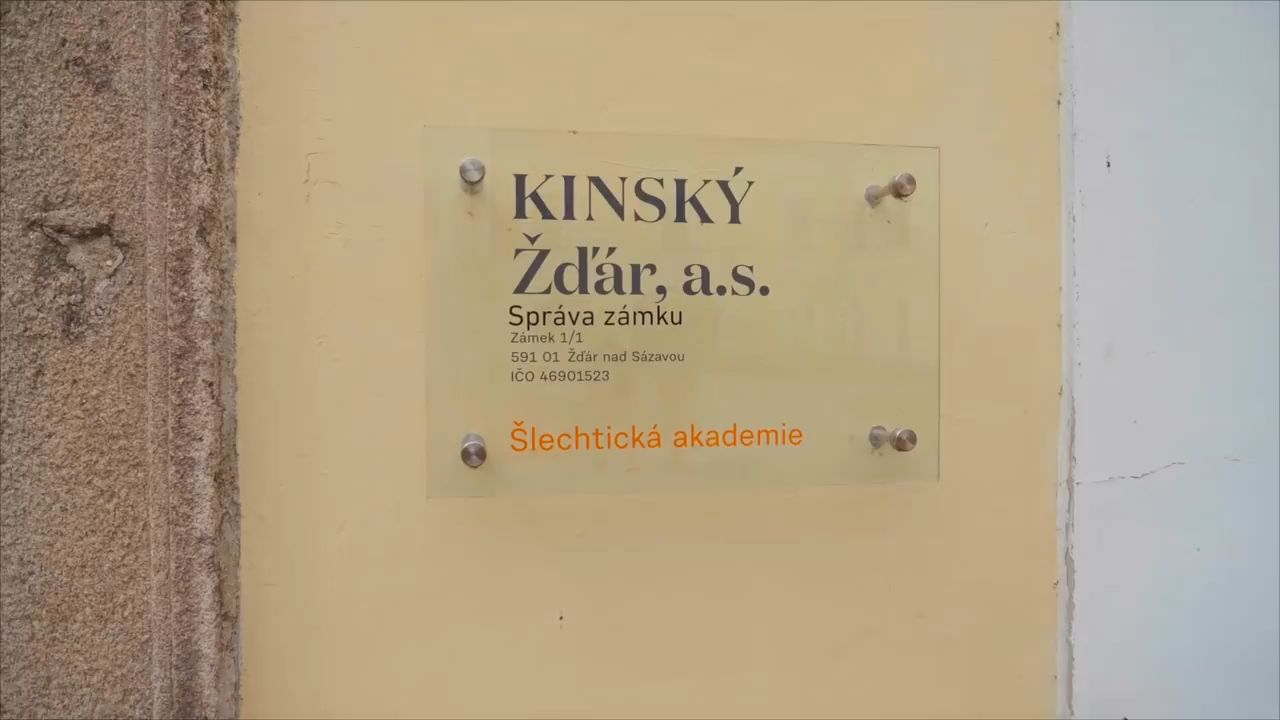 KINSKÝ
Žďár, a.s.
Správa zámku
Zámek 1/1
591 01 Žďár nad Sázavou
IČO 46901523
Šlechtická akademie